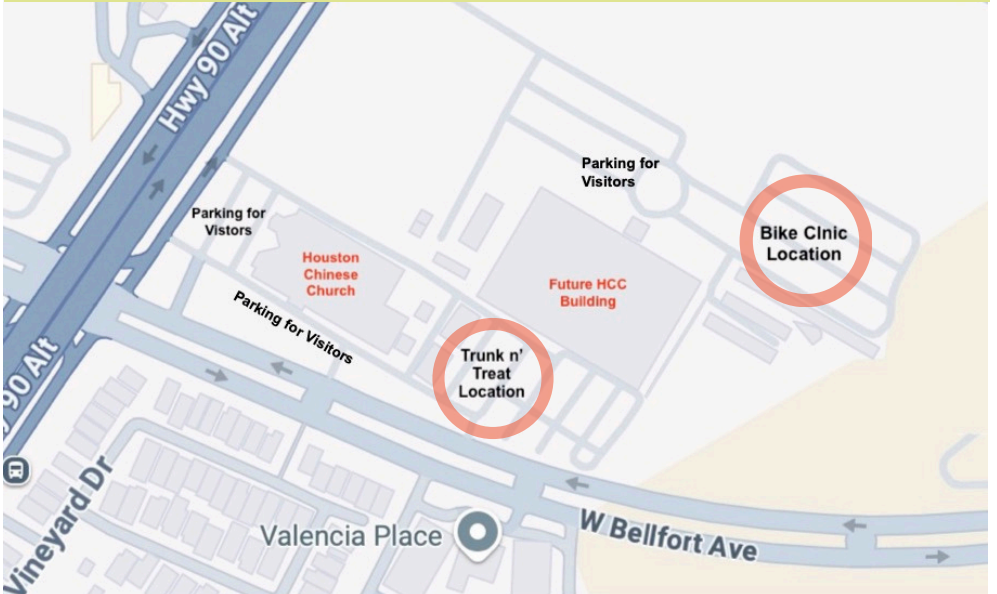 Hwy 90 Alt
Parking for
Visitors
Parking for
Vistors
Bike Clnic
Location
Houston
Chinese
Church
Future HCC
Building
Parking for Visitors
Trunk n'
Treat
Location
90 Alt
Vineyard Dr
Valencia Place
W Bellfort Ave